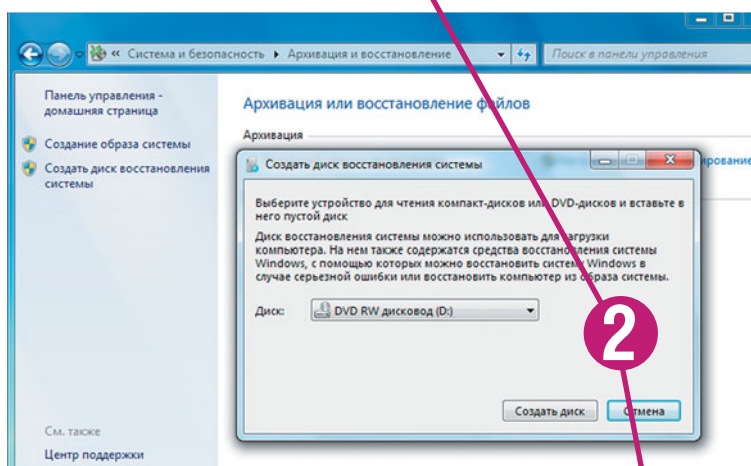 « Система и безопасность ▸ Архивация и восстановление
Поиск в панели управления
Панель управления -
домашняя страница
Создание образа системы
Создать диск восстановления
системы
См. также
Центр поддержки
Архивация или восстановление файлов
Архивация
Создать диск восстановления системы
Выберите устройство для чтения компакт-дисков или DVD-дисков и вставьте в
него пустой диск
Диск восстановления системы можно использовать для загрузки
компьютера. На нем также содержатся средства восстановления системы
Windows, с помощью которых можно восстановить систему Windows в
случае серьезной ошибки или восстановить компьютер из образа системы.
Диск:
DVD RW дисковод (D:)
2
Создать диск
Отмена